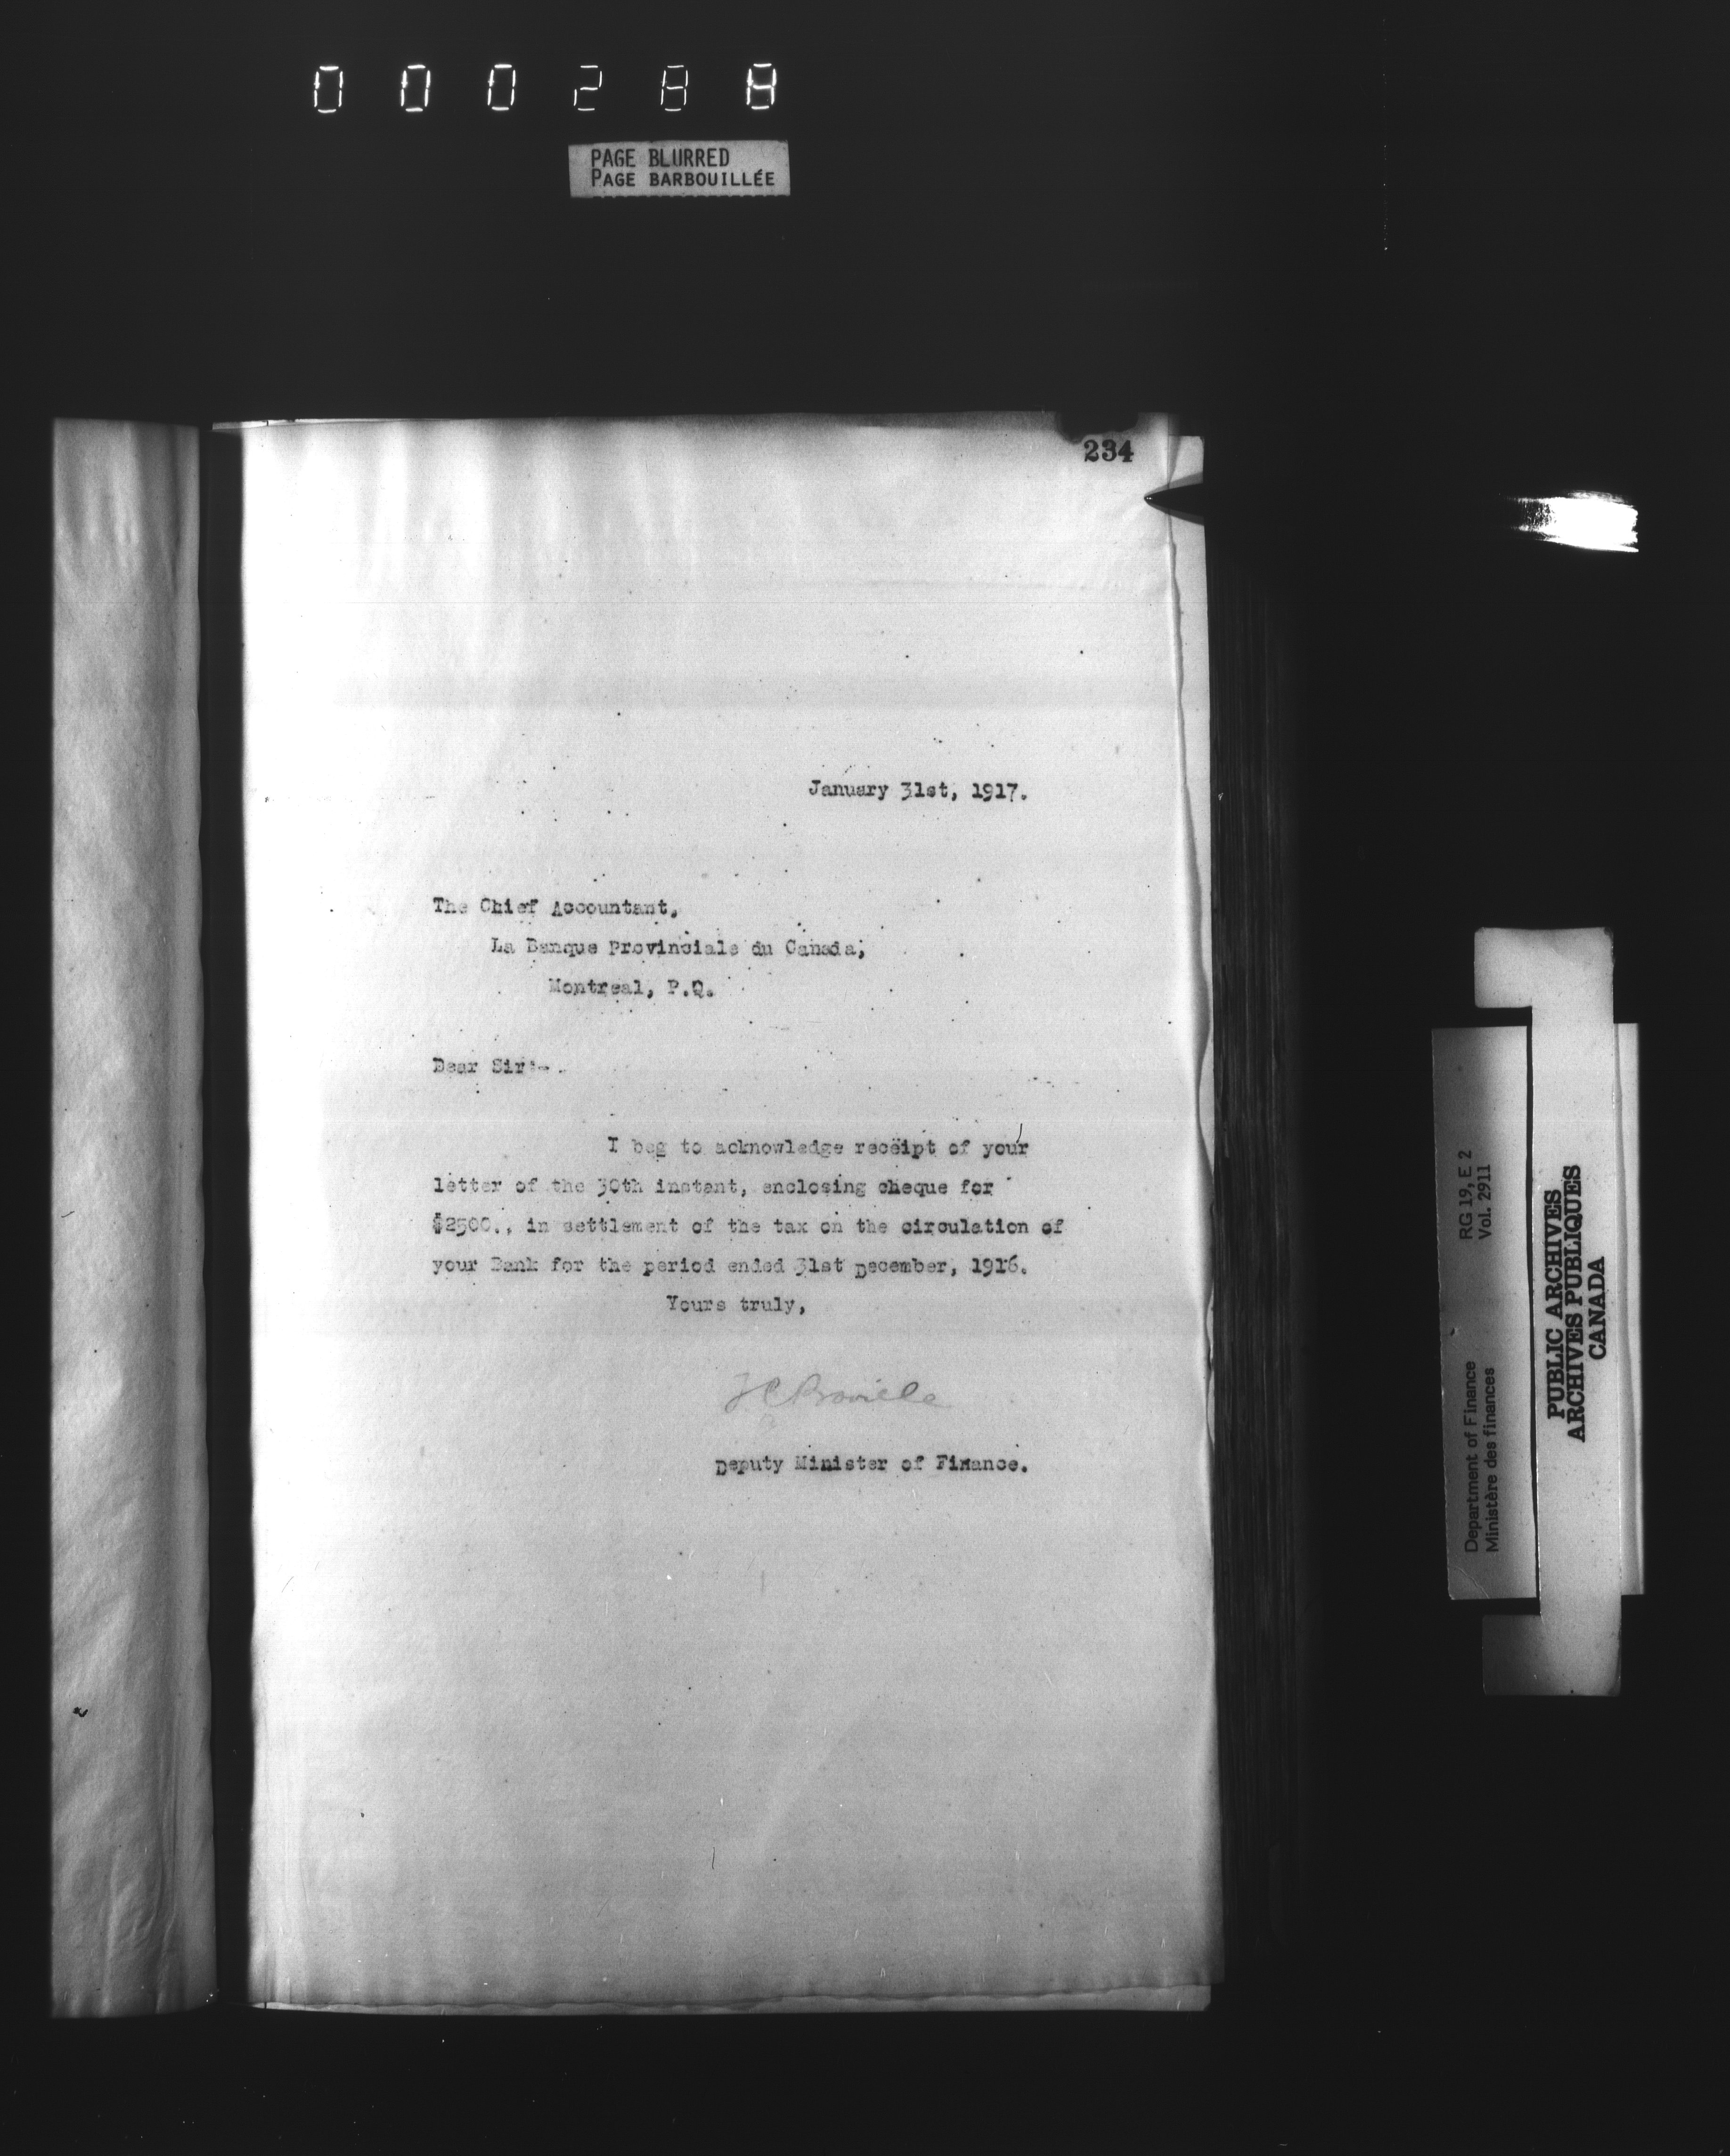 000288
PAGE BLURRED
PAGE BARBOUILLÉE
234
January 31st, 1917.
The Chief Accountant,
La Banque Provinciale du Canada,
Montreal, P.Q.
Dear Sir:-
I beg to acknowledge receipt of your
letter of the 30th instant, enclosing cheque for
$2500., in settlement of the tax on the circulation of
your Bank for the period ended 31st December, 1916.
Yours truly,
T C Boville
Deputy Minister of Finance.
RG 19, E 2
Vol. 2911
Department of Finance
Ministère des finances
PUBLIC ARCHIVES
ARCHIVES PUBLIQUES
CANADA